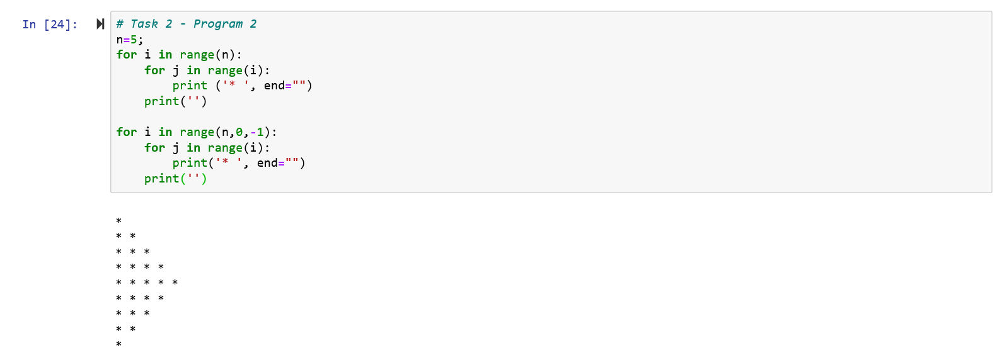 In [24]:
# Task 2 - Program 2
n=5;
for i in range(n):
    for j in range(i):
        print ('* ', end="")
    print('')

for i in range(n,0,-1):
    for j in range(i):
        print('* ', end="")
    print('')

*
* *
* * *
* * * *
* * * * *
* * * *
* * *
* *
*